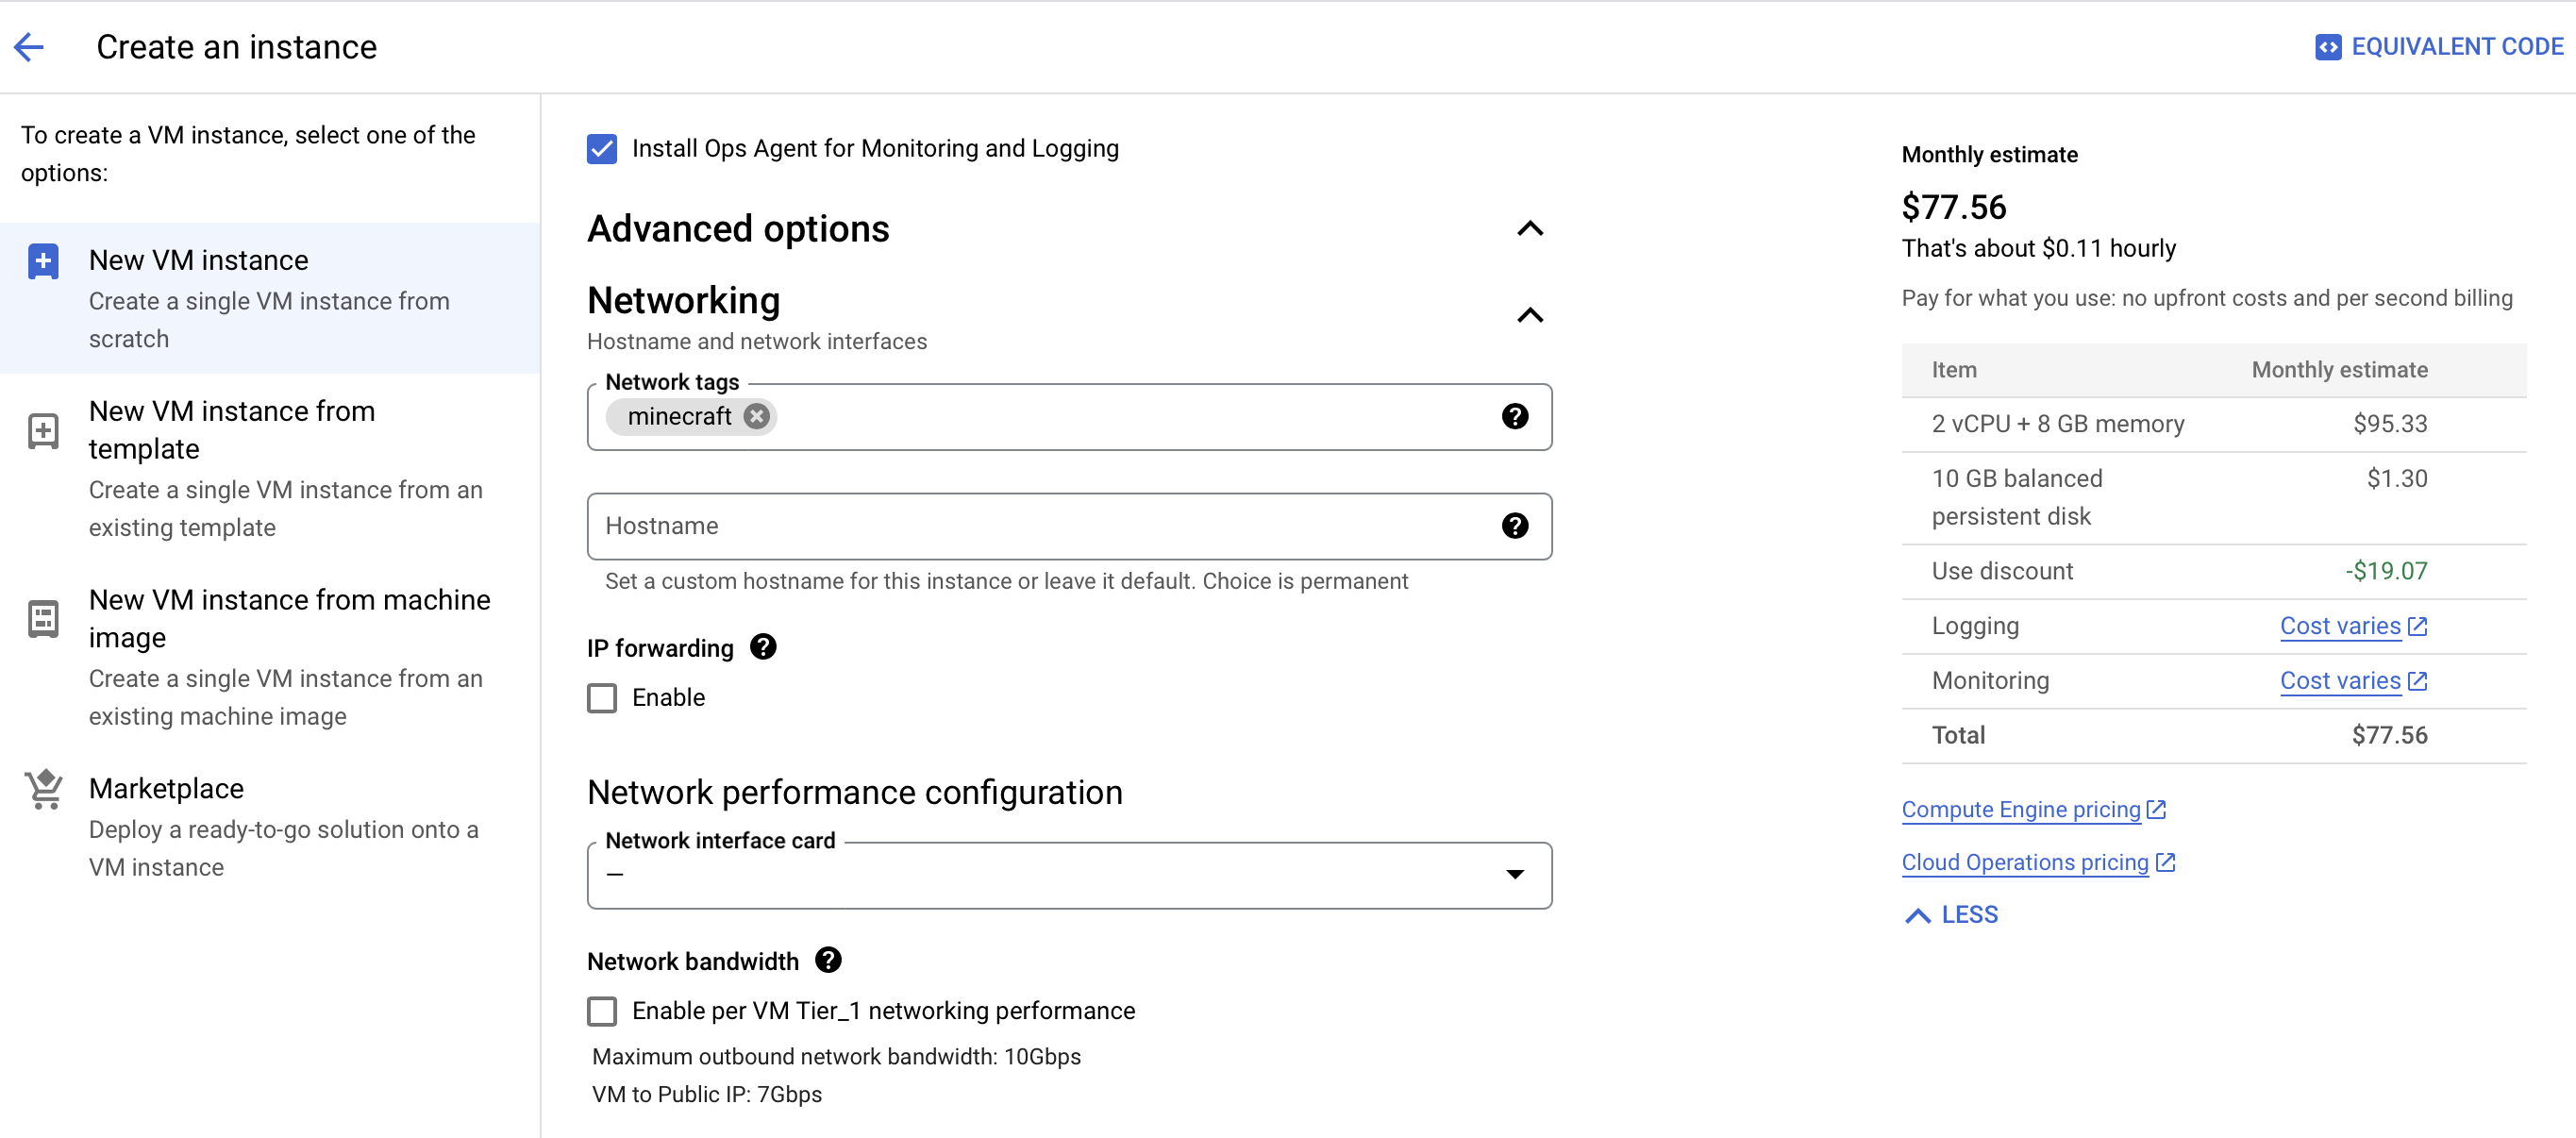 Create an instance
EQUIVALENT CODE
To create a VM instance, select one of the
options:
New VM instance
Create a single VM instance from
scratch
New VM instance from
template
Create a single VM instance from an
existing template
New VM instance from machine
image
Create a single VM instance from an
existing machine image
Marketplace
Deploy a ready-to-go solution onto a
VM instance
Install Ops Agent for Monitoring and Logging
Advanced options
Networking
Hostname and network interfaces
Network tags
minecraft
Hostname
Set a custom hostname for this instance or leave it default. Choice is permanent
IP forwarding
Enable
Network performance configuration
Network interface card
—
Network bandwidth
Enable per VM Tier_1 networking performance
Maximum outbound network bandwidth: 10Gbps
VM to Public IP: 7Gbps
Monthly estimate
$77.56
That's about $0.11 hourly
Pay for what you use: no upfront costs and per second billing
Item Monthly estimate
2 vCPU + 8 GB memory $95.33
10 GB balanced $1.30
persistent disk
Use discount -$19.07
Logging Cost varies
Monitoring Cost varies
Total $77.56
Compute Engine pricing
Cloud Operations pricing
LESS